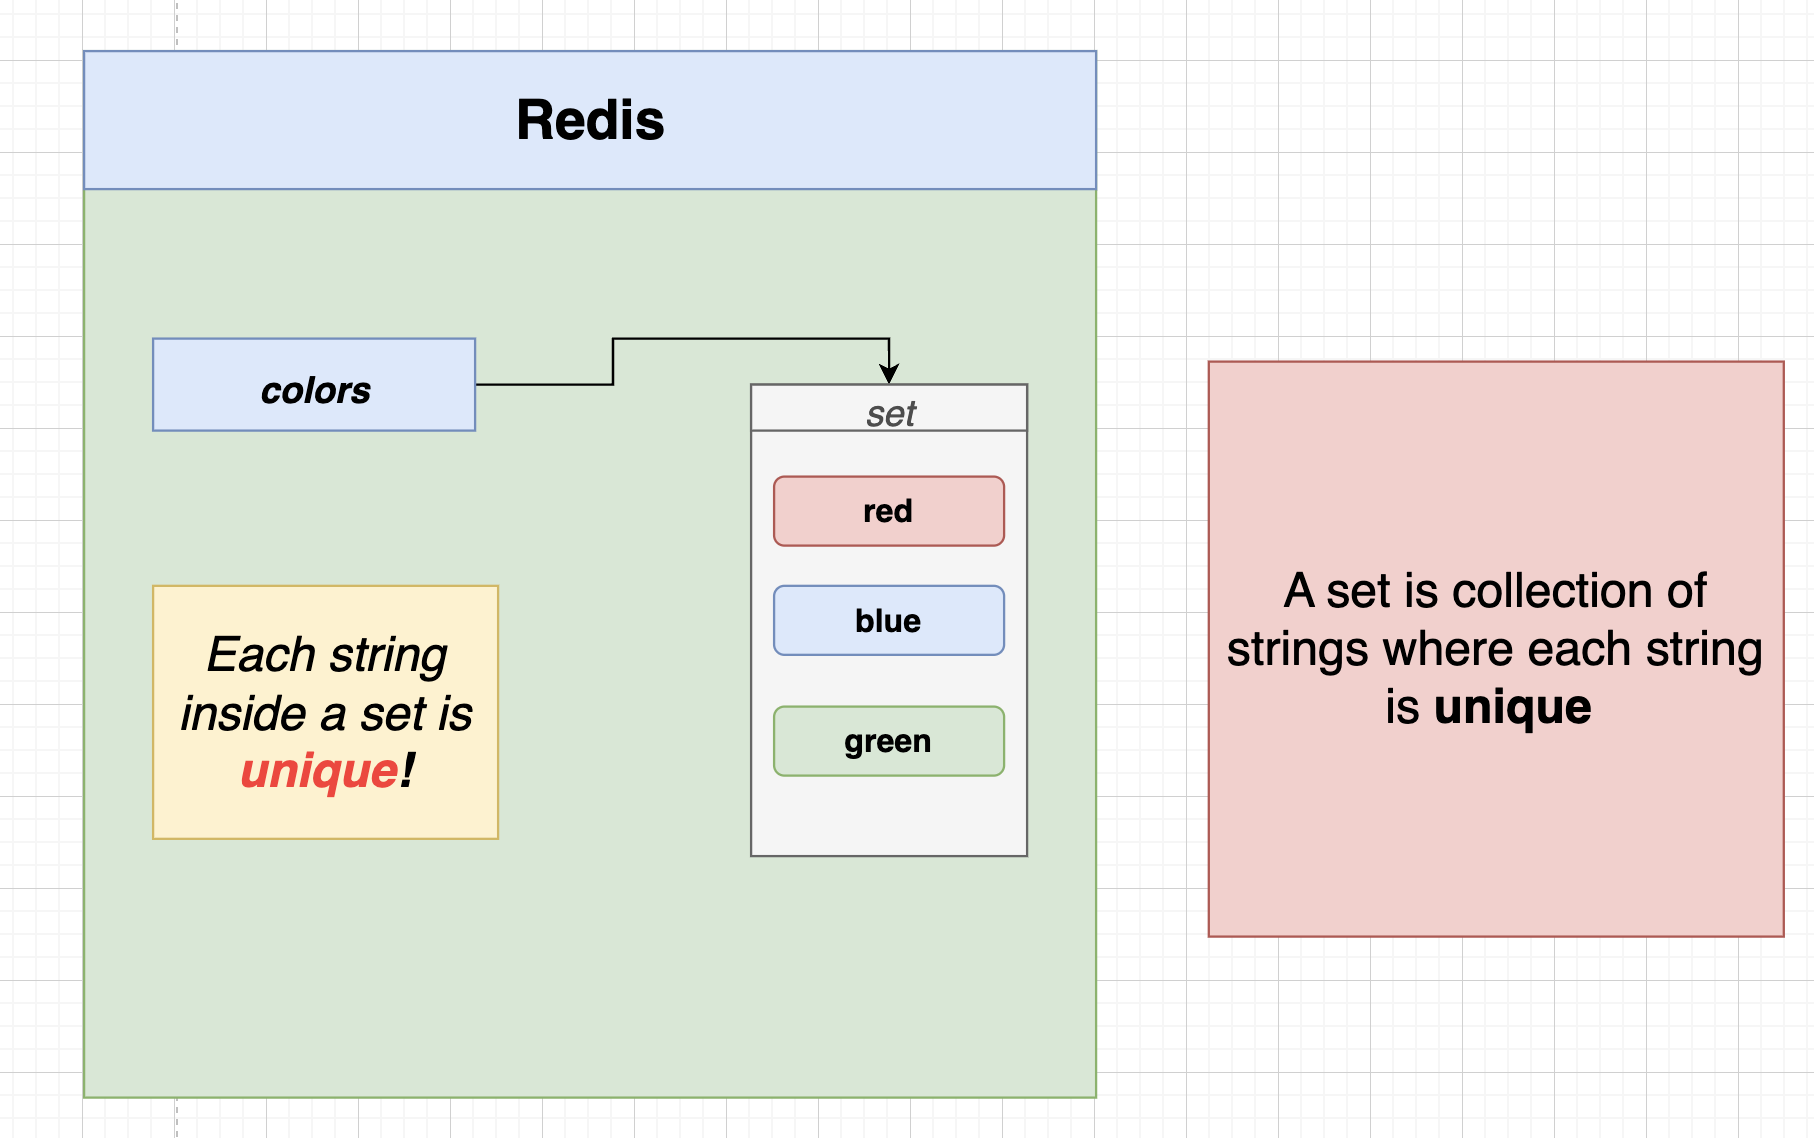 Redis
colors
set
red
blue
green
Each string
inside a set is
unique!
A set is collection of
strings where each string
is unique